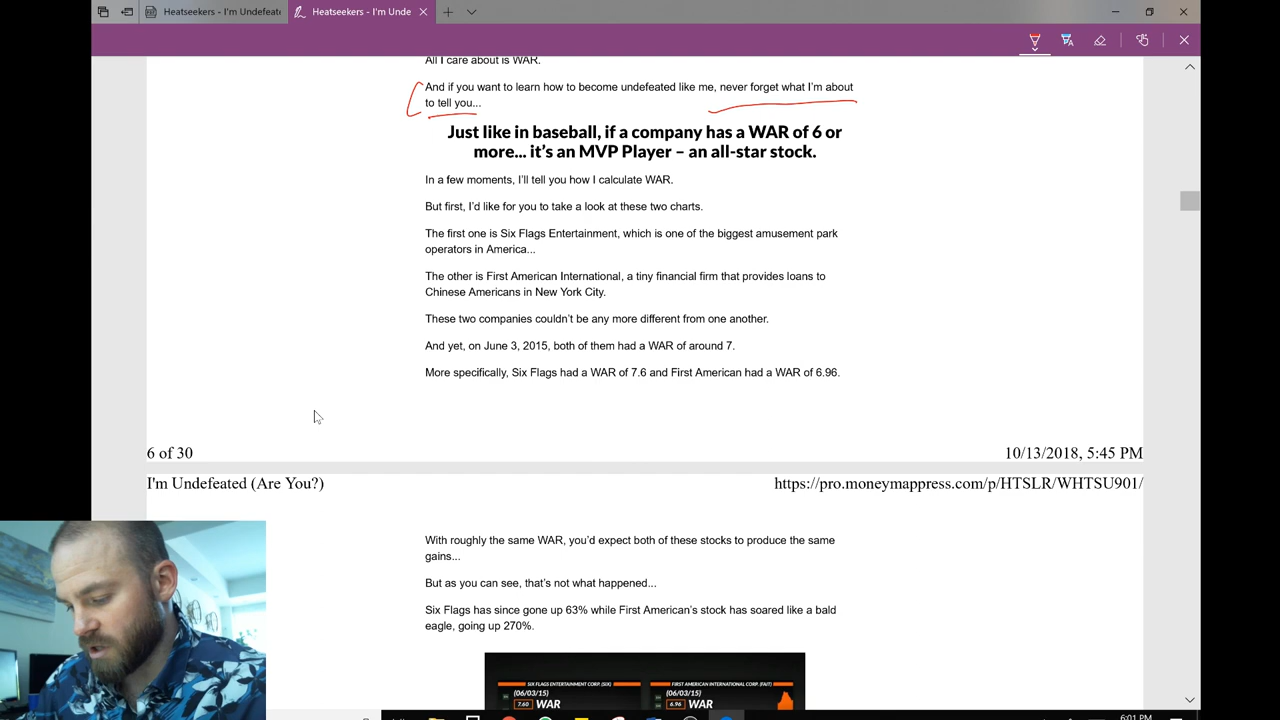 Heatseekers - I'm Undefeate
Heatseekers - I'm Unde
All I care about is WAR.
And if you want to learn how to become undefeated like me, never forget what I'm about
to tell you...
Just like in baseball, if a company has a WAR of 6 or
more... it's an MVP Player – an all-star stock.
In a few moments, I'll tell you how I calculate WAR.
But first, I'd like for you to take a look at these two charts.
The first one is Six Flags Entertainment, which is one of the biggest amusement park
operators in America...
The other is First American International, a tiny financial firm that provides loans to
Chinese Americans in New York City.
These two companies couldn't be any more different from one another.
And yet, on June 3, 2015, both of them had a WAR of around 7.
More specifically, Six Flags had a WAR of 7.6 and First American had a WAR of 6.96.
6 of 30
10/13/2018, 5:45 PM
I'm Undefeated (Are You?)
https://pro.moneymappress.com/p/HTSLR/WHTSU901/
With roughly the same WAR, you'd expect both of these stocks to produce the same
gains...
But as you can see, that's not what happened...
Six Flags has since gone up 63% while First American's stock has soared like a bald
eagle, going up 270%.
SIX FLAGS ENTERTAINMENT CORP. (SIX)
FIRST AMERICAN INTERNATIONAL CORP. (FAIT)
(06/03/15)
(06/03/15)
7.60 WAR
6.96 WAR
6:01 PM